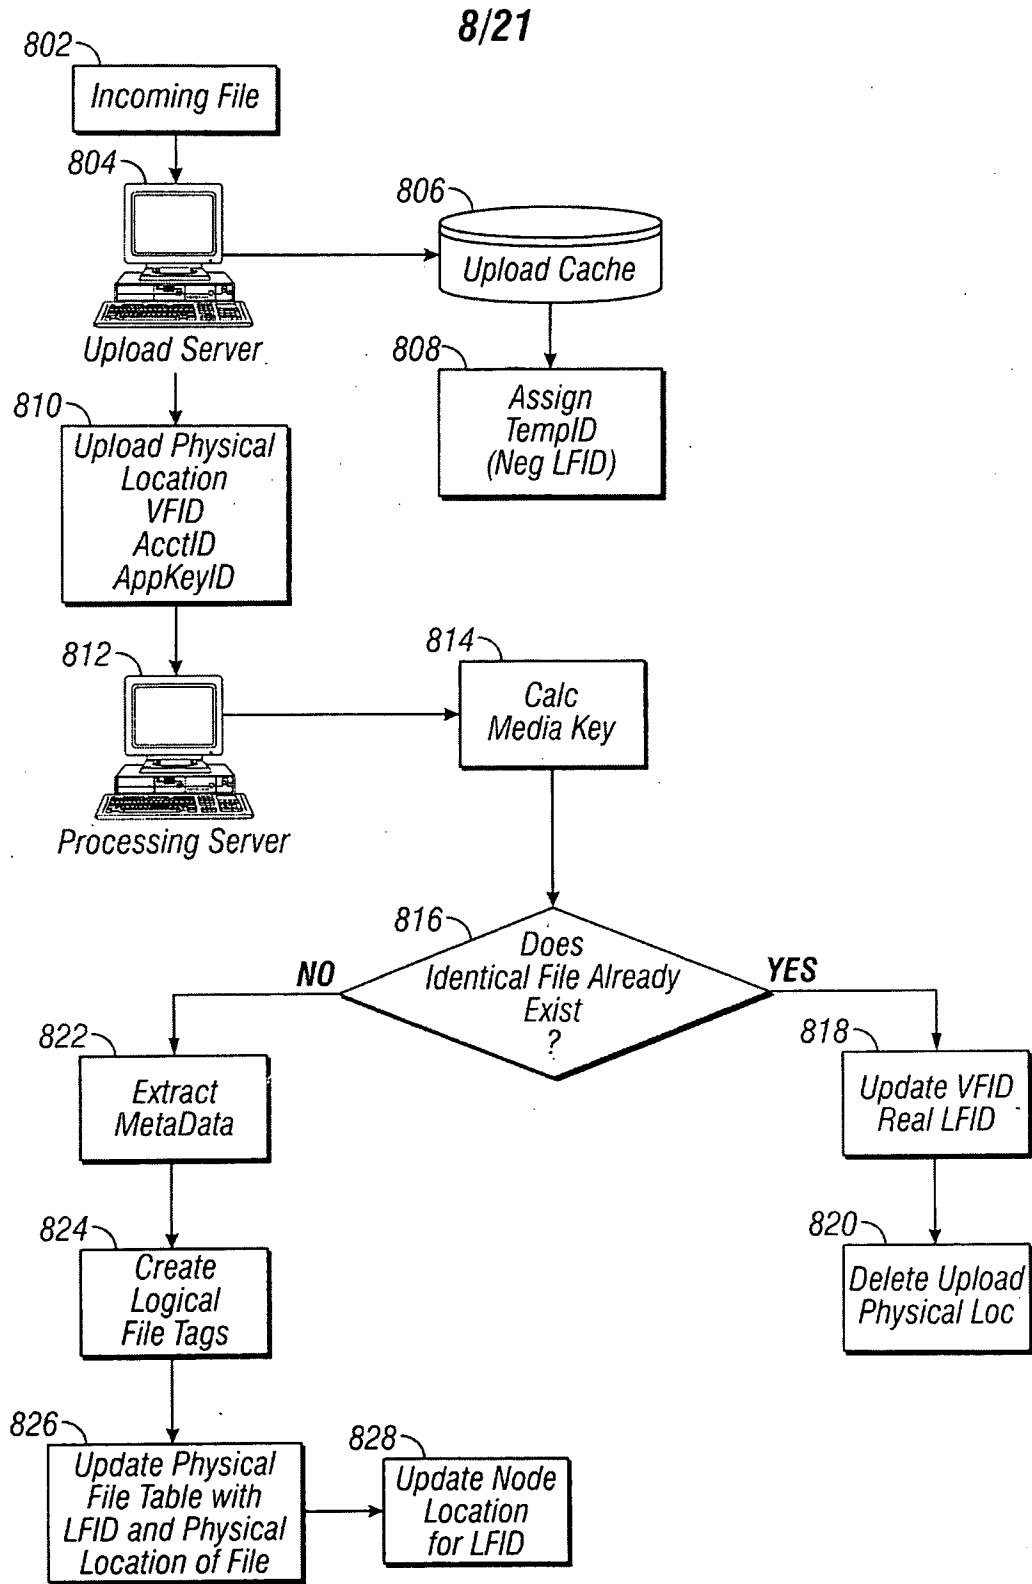 8/21
802
Incoming File
804
Upload Server
806
Upload Cache
808
Assign
TempID
(Neg LFID)
810
Upload Physical
Location
VFID
AcctID
AppKeyID
812
Processing Server
814
Calc
Media Key
816
Does
Identical File Already
Exist
?
NO
YES
822
Extract
MetaData
818
Update VFID
Real LFID
824
Create
Logical
File Tags
820
Delete Upload
Physical Loc
826
Update Physical
File Table with
LFID and Physical
Location of File
828
Update Node
Location
for LFID